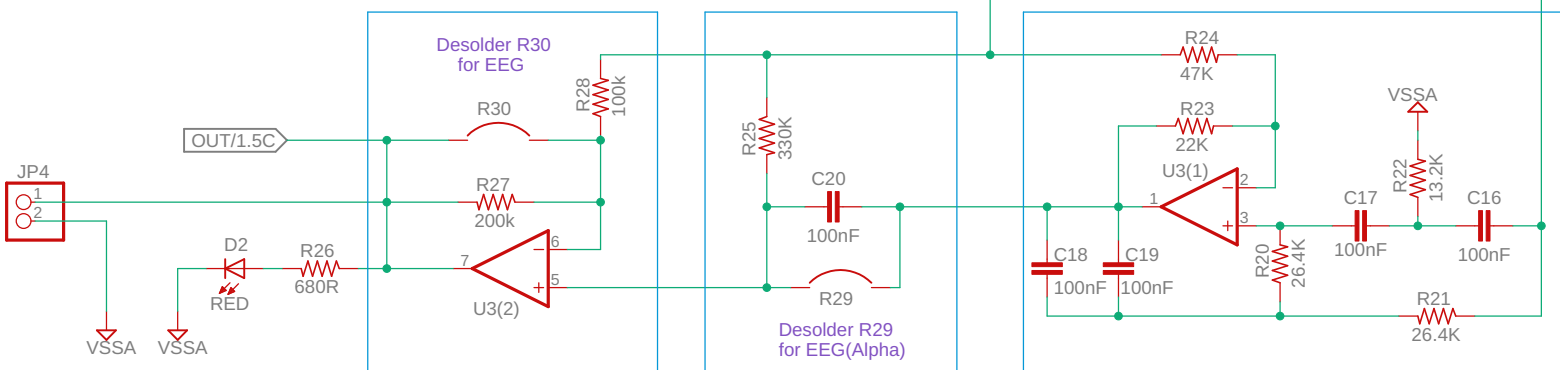 R24
47K
Desolder R30
for EEG
R28
100k
VSSA
R30
R23
22K
OUT/1.5C
R25
330K
U3(1)
R22
13.2K
JP4
1
2
R27
200k
C20
100nF
1
2
3
C17
100nF
C16
100nF
D2
RED
R26
680R
7
6
5
U3(2)
C18
100nF
C19
100nF
R20
26.4K
R29
R21
26.4K
Desolder R29
for EEG(Alpha)
VSSA
VSSA